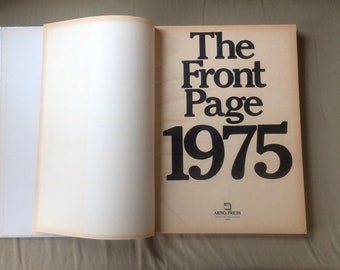 The
Front
Page
1975
ARNO PRESS